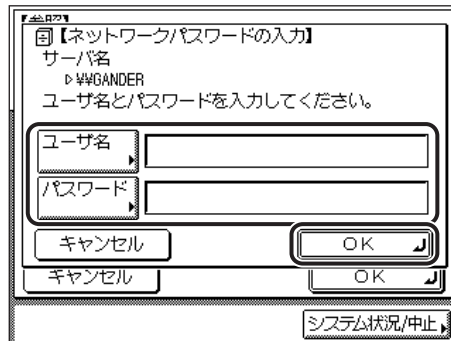 【参照】
【ネットワークパスワードの入力】
サーバ名
▷¥¥GANDER
ユーザ名とパスワードを入力してください。
ユーザ名
パスワード
キャンセル OK
キャンセル OK
システム状況/中止